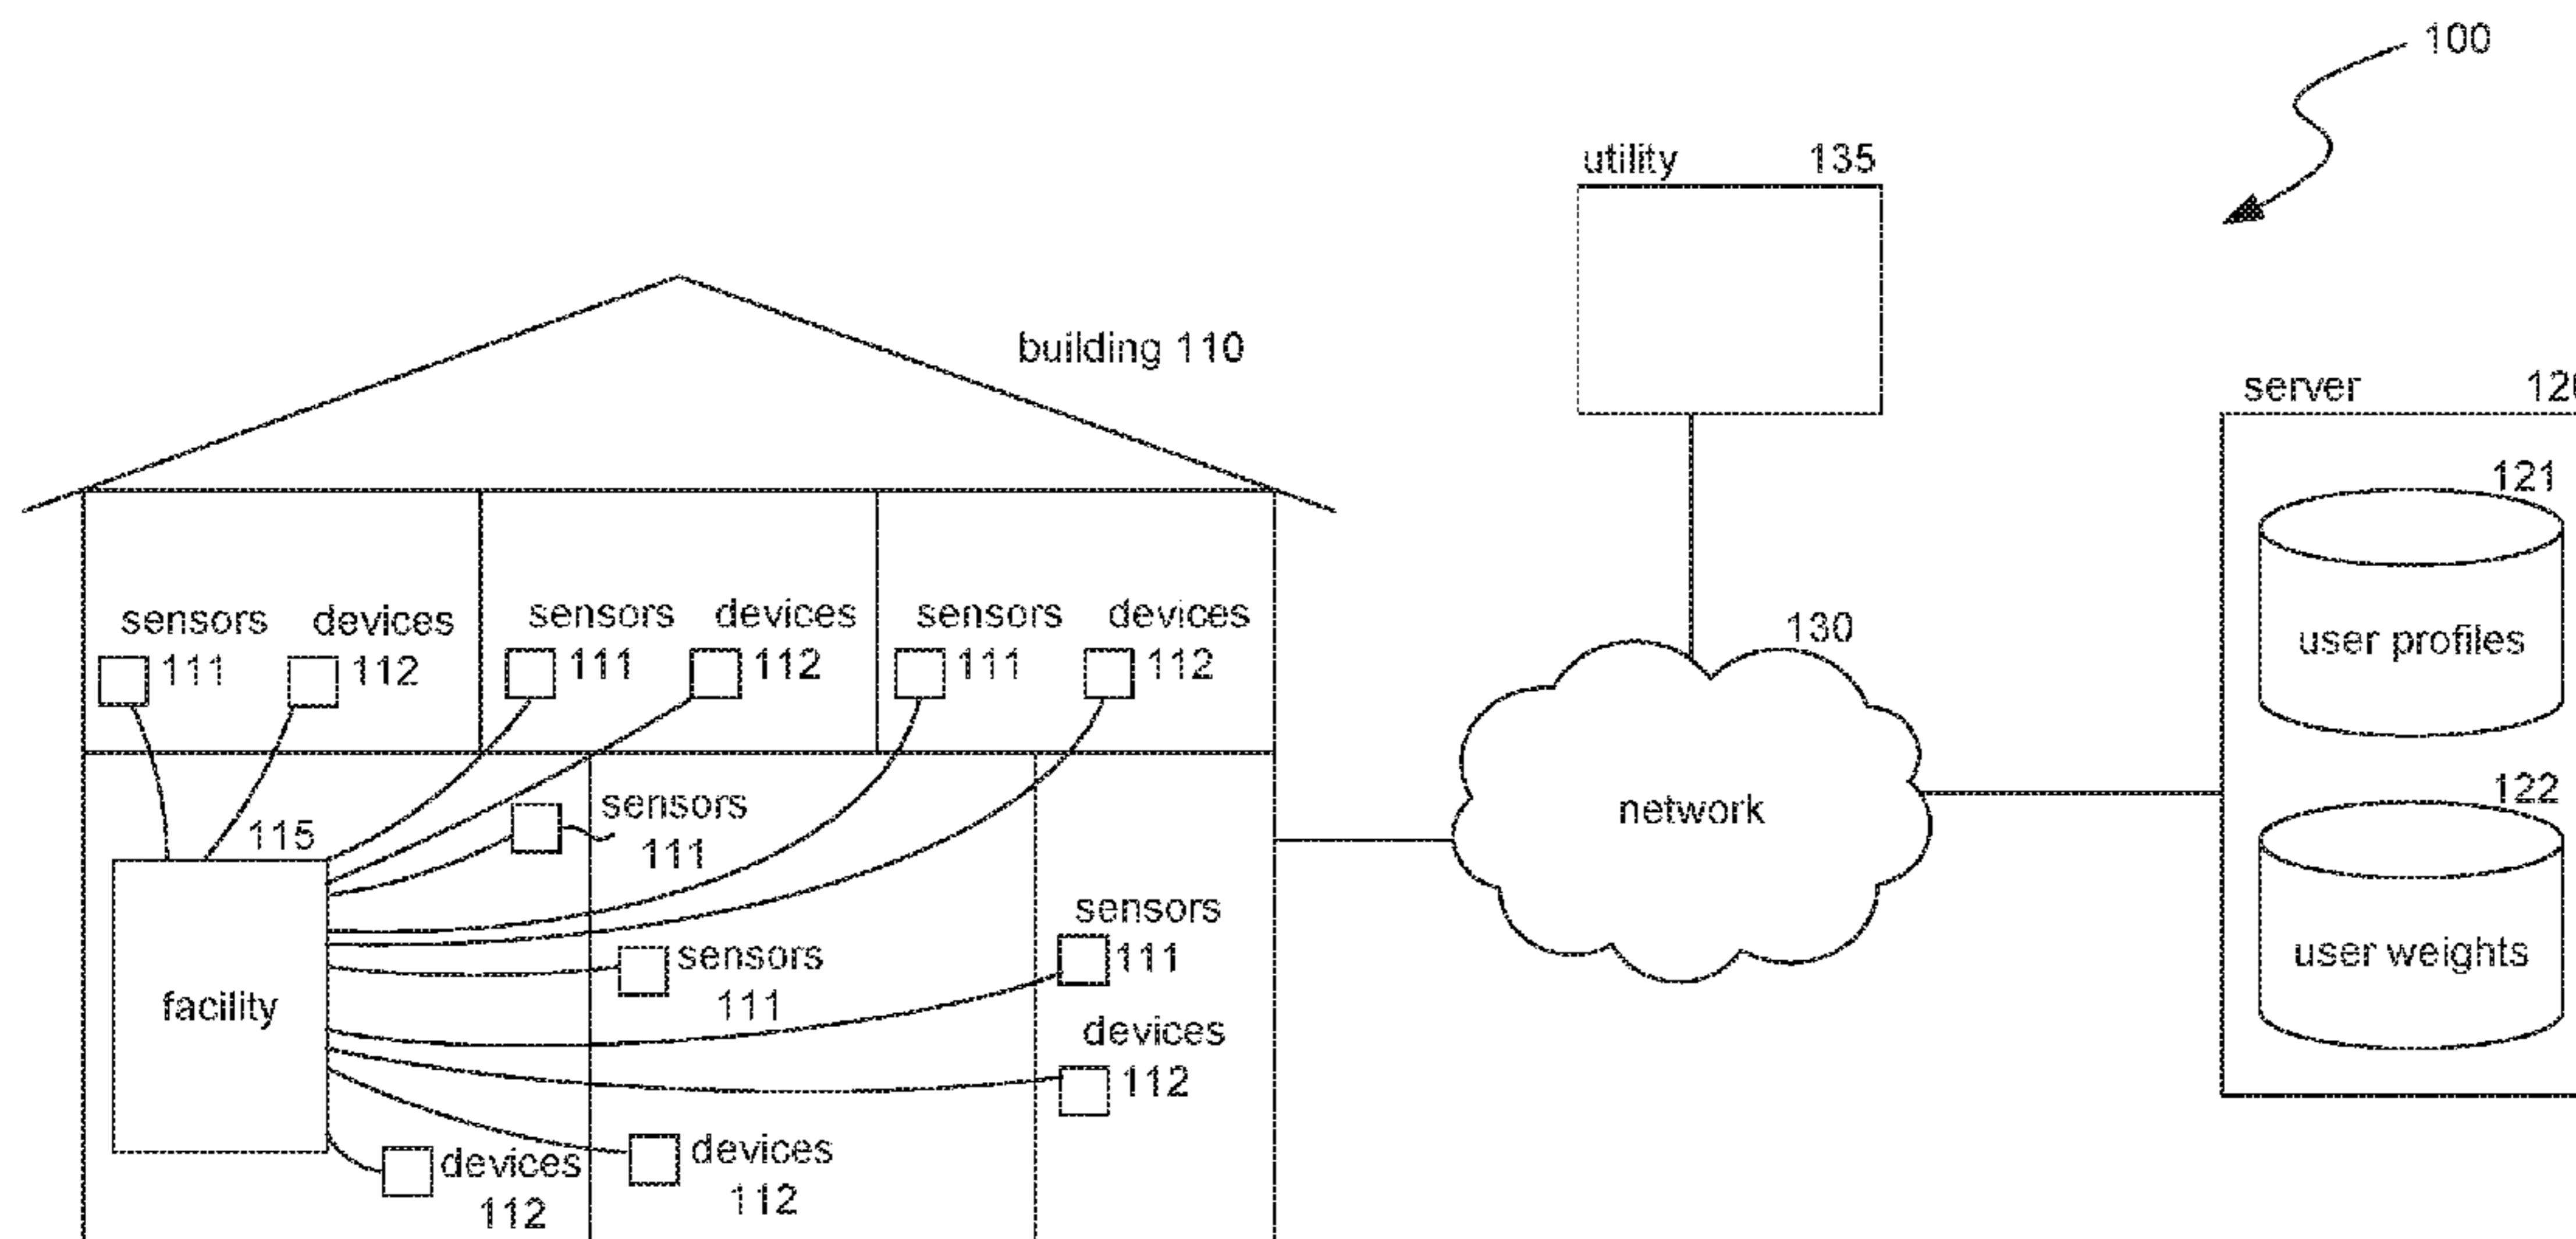 100
utility 135
building 110
server
121
user profiles
122
user weights
130
network
sensors
111
devices
112
sensors
111
devices
112
sensors
111
devices
112
115
facility
sensors
111
sensors
111
sensors
111
devices
112
devices
112
devices
112